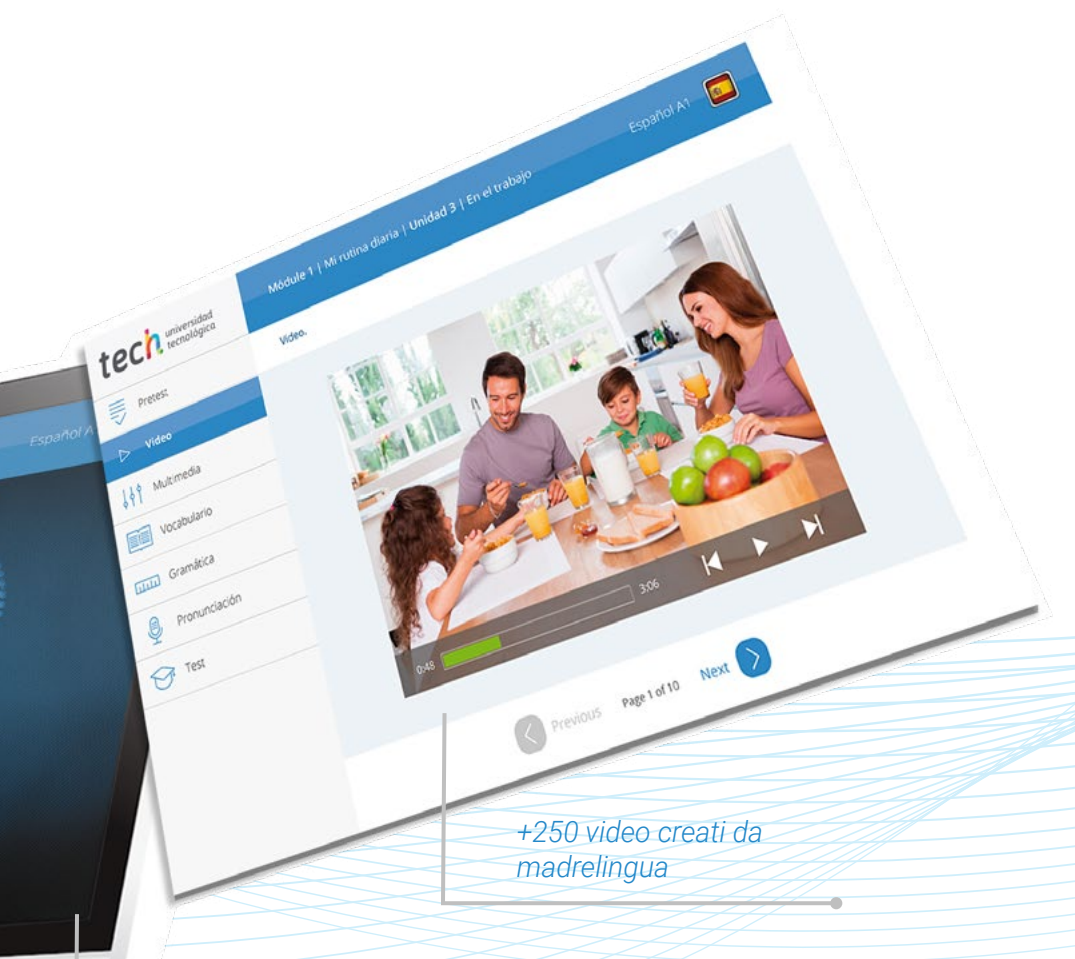 Español A1
Módule 1 | Mi rutina diaria | Unidad 3 | En el trabajo
tech universidad
tecnológica
Video.
Pretest
Video
Multimedia
Vocabulario
Gramática
Pronunciación
Test
Español A
0:48
3:06
Previous
Page 1 of 10
Next
+250 video creati da
madrelingua